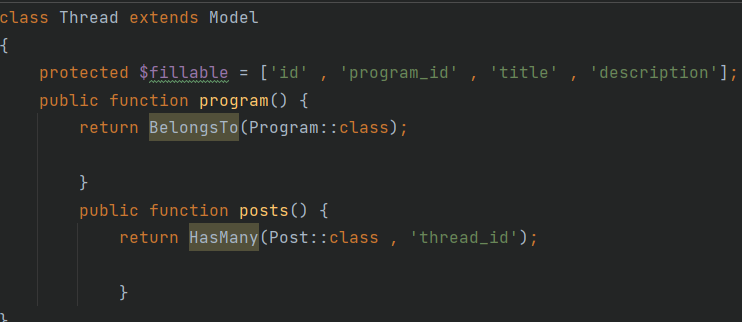 class Thread extends Model
{
protected $fillable = ['id' , 'program_id' , 'title' , 'description'];
public function program() {
return BelongsTo(Program::class);
}
public function posts() {
return HasMany(Post::class , 'thread_id');
}
}